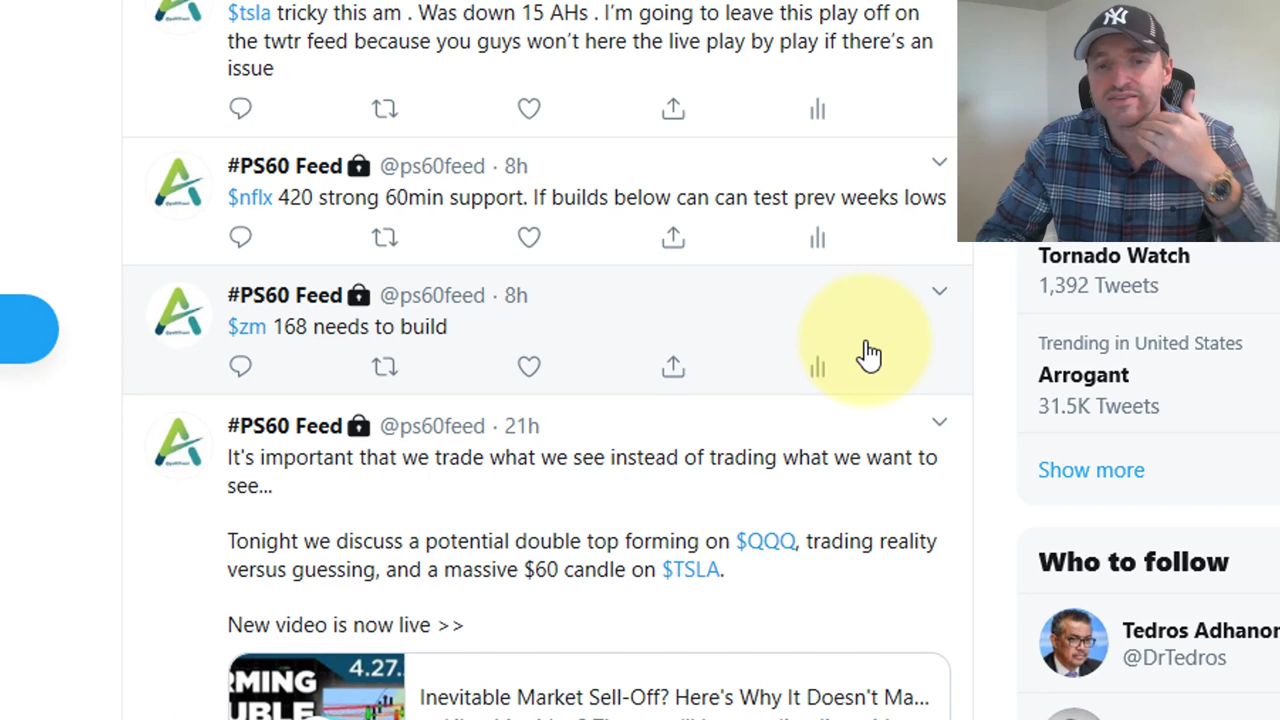 $tsla tricky this am . Was down 15 AHs . I'm going to leave this play off on
the twtr feed because you guys won't here the live play by play if there's an
issue
#PS60 Feed @ps60feed · 8h
$nflx 420 strong 60min support. If builds below can can test prev weeks lows
#PS60 Feed @ps60feed · 8h
$zm 168 needs to build
#PS60 Feed @ps60feed · 21h
It's important that we trade what we see instead of trading what we want to
see...
Tonight we discuss a potential double top forming on $QQQ, trading reality
versus guessing, and a massive $60 candle on $TSLA.
New video is now live >>
4.27.
RMING
Inevitable Market Sell-Off? Here's Why It Doesn't Ma...
Tornado Watch
1,392 Tweets
Trending in United States
Arrogant
31.5K Tweets
Show more
Who to follow
Tedros Adhanor
@DrTedros